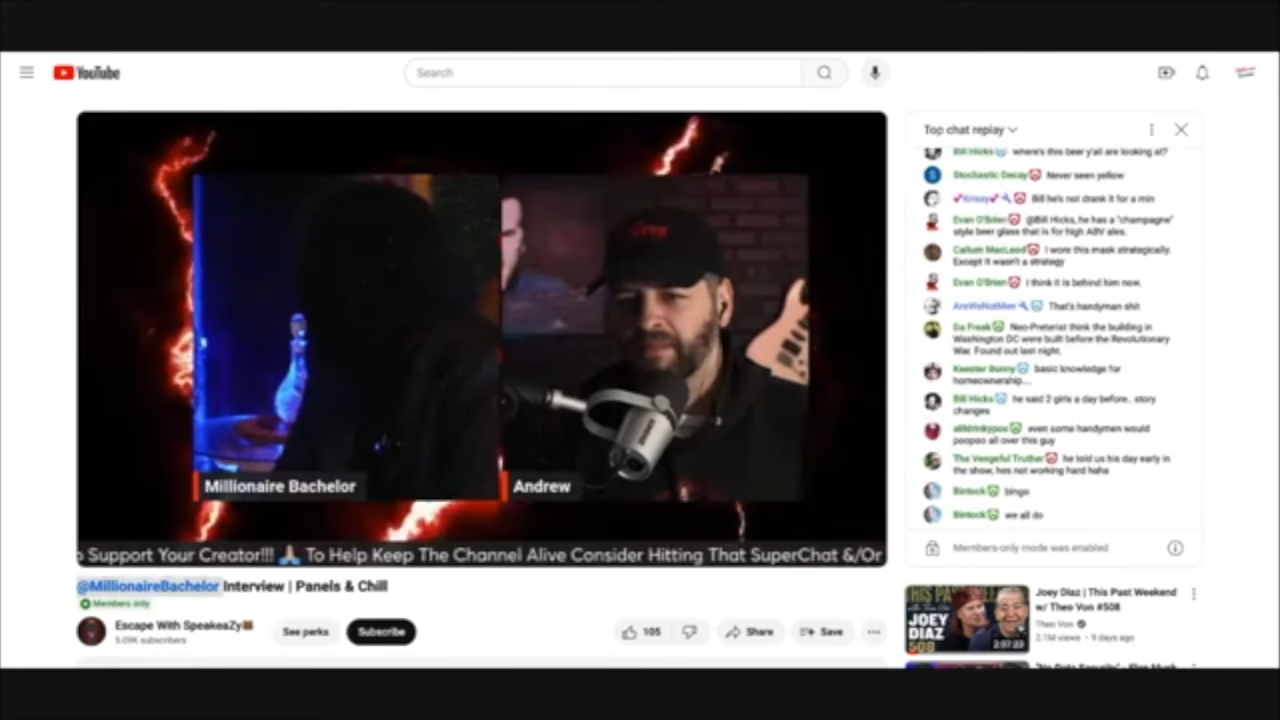 YouTube
Search
Top chat replay
Bill Hicks where's this beer y'all are looking at?
Stochastic Decay Never seen yellow
Krissy Bill he's not drank it for a min
Evan O'Brien @Bill Hicks, he has a "champagne"
style beer glass that is for high ABV ales.
Callum MacLeod I wore this mask strategically.
Except it wasn't a strategy
Evan O'Brien I think it is behind him now.
AreWeNotMen That's handyman shit
Da Freak Neo-Preterist think the building in
Washington DC were built before the Revolutionary
War. Found out last night.
Keester Bunny basic knowledge for
homeownership....
Bill Hicks he said 2 girls a day before.. story
changes
even some handymen would
poopoo all over this guy
The Vengeful Truther he told us his day early in
the show, hes not working hard haha
Bintock bingo
Bintock we all do
Members-only mode was enabled
Millionaire Bachelor
Andrew
Support Your Creator!!! 🙏 To Help Keep The Channel Alive Consider Hitting That SuperChat &/Or
@MillionaireBachelor Interview | Panels & Chill
Members only
Escape With SpeakeaZy
5.09K subscribers
See perks
Subscribe
105
Share
Save
JOEY
DIAZ
508
2:07:23
Joey Diaz | This Past Weekend
w/ Theo Von #508
Theo Von
2.1M views • 9 days ago